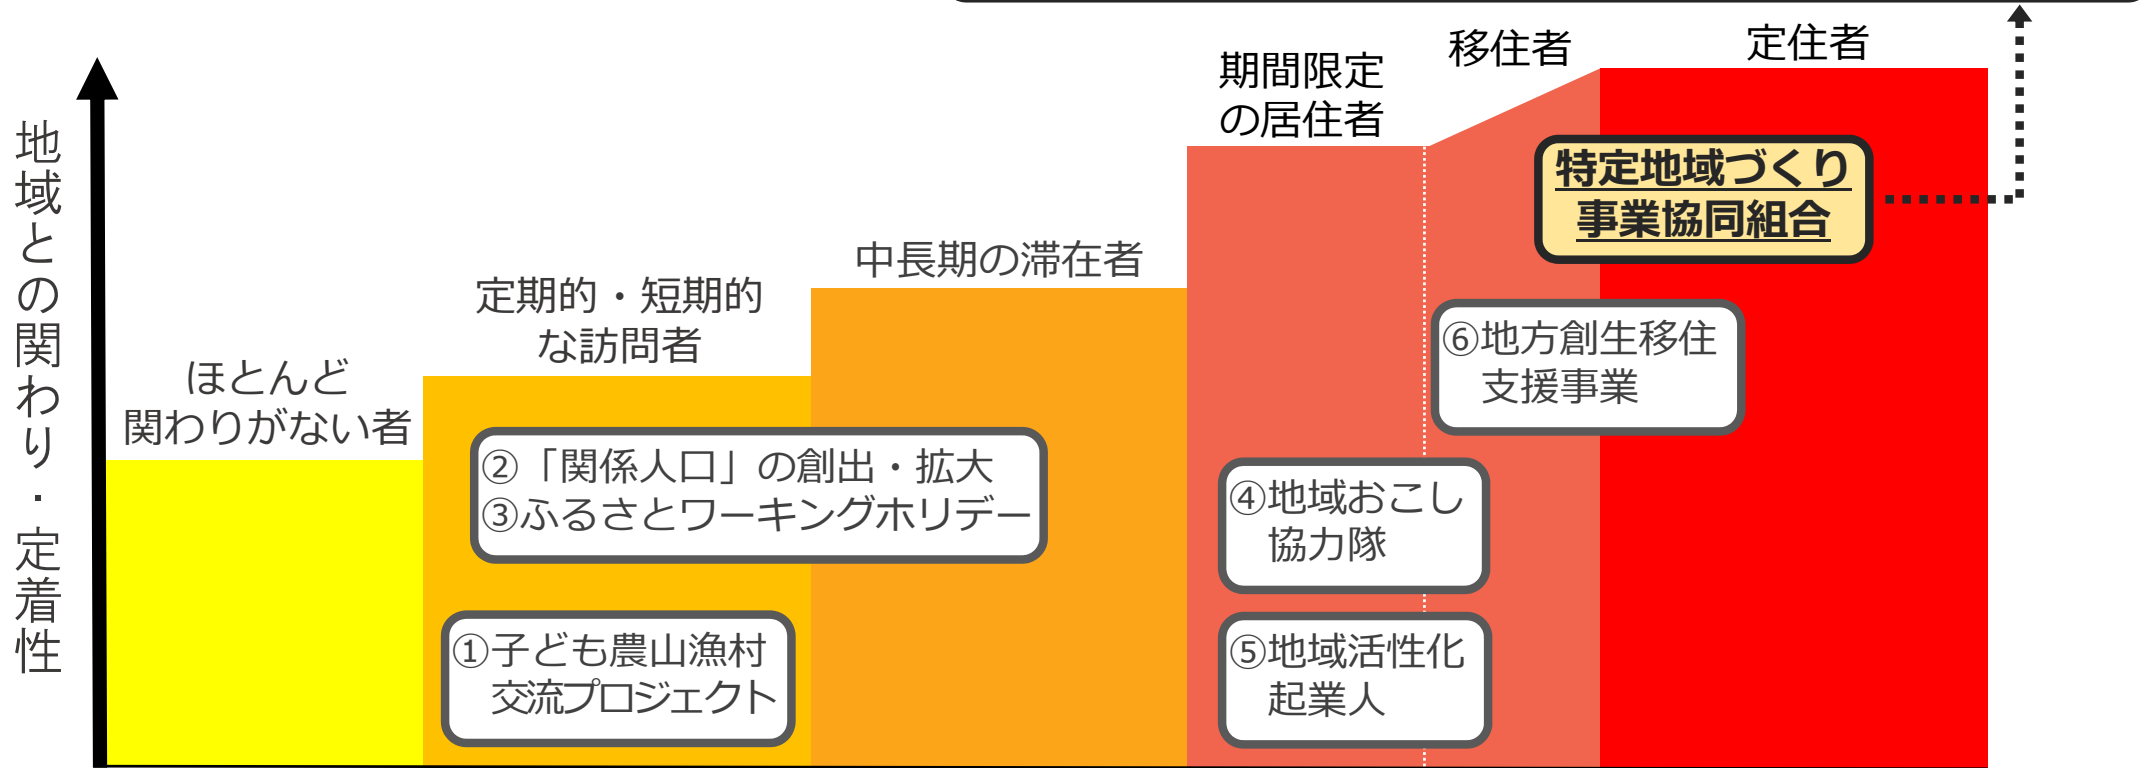 地域との関わり・定着性
ほとんど
関わりがない者
定期的・短期的
な訪問者
中長期の滞在者
期間限定
の居住者
移住者
定住者
特定地域づくり
事業協同組合
⑥地方創生移住
支援事業
②「関係人口」の創出・拡大
③ふるさとワーキングホリデー
④地域おこし
協力隊
①子ども農山漁村
交流プロジェクト
⑤地域活性化
起業人